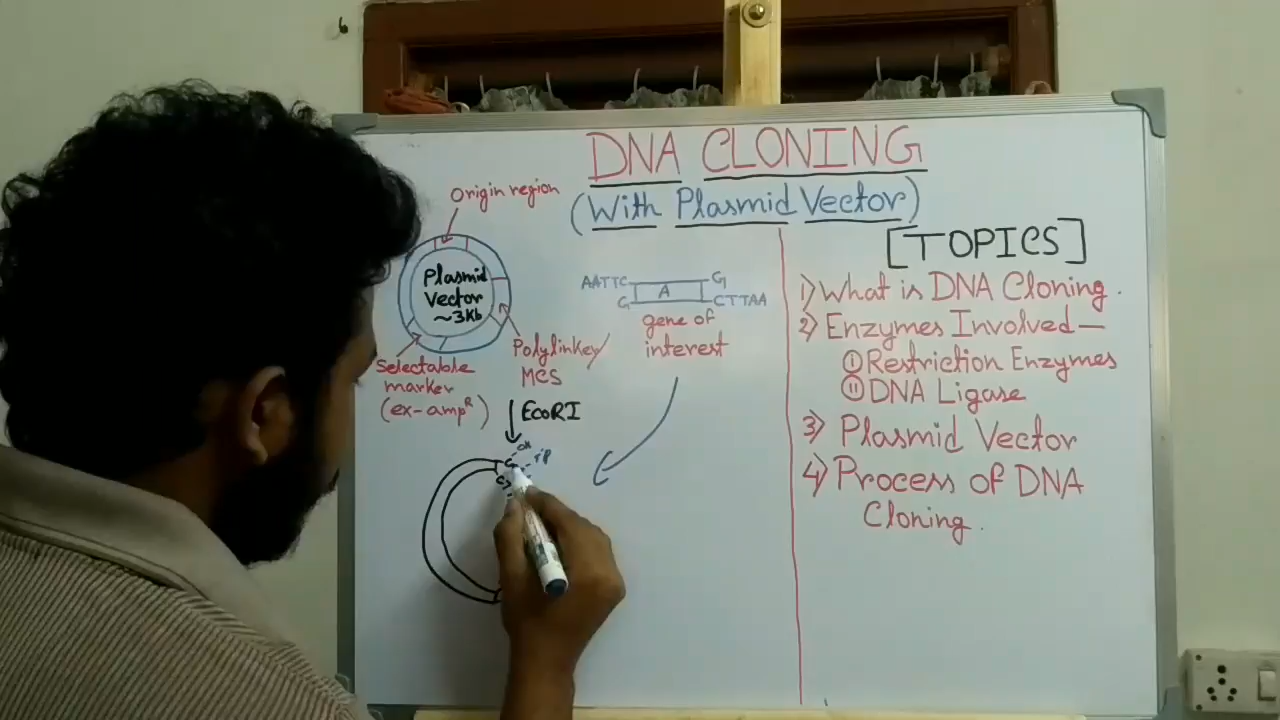 DNA CLONING
(With Plasmid Vector)
Origin region
Plasmid
Vector
~3Kb
Selectable
marker
(ex-ampᴿ)
Polylinker/
MCS
AATTC
G
A
G
CTTAA
gene of
interest
EcoRI
OH
[TOPICS]
1) What is DNA Cloning.
2) Enzymes Involved—
(i) Restriction Enzymes
(ii) DNA Ligase
3) Plasmid Vector
4) Process of DNA
Cloning.